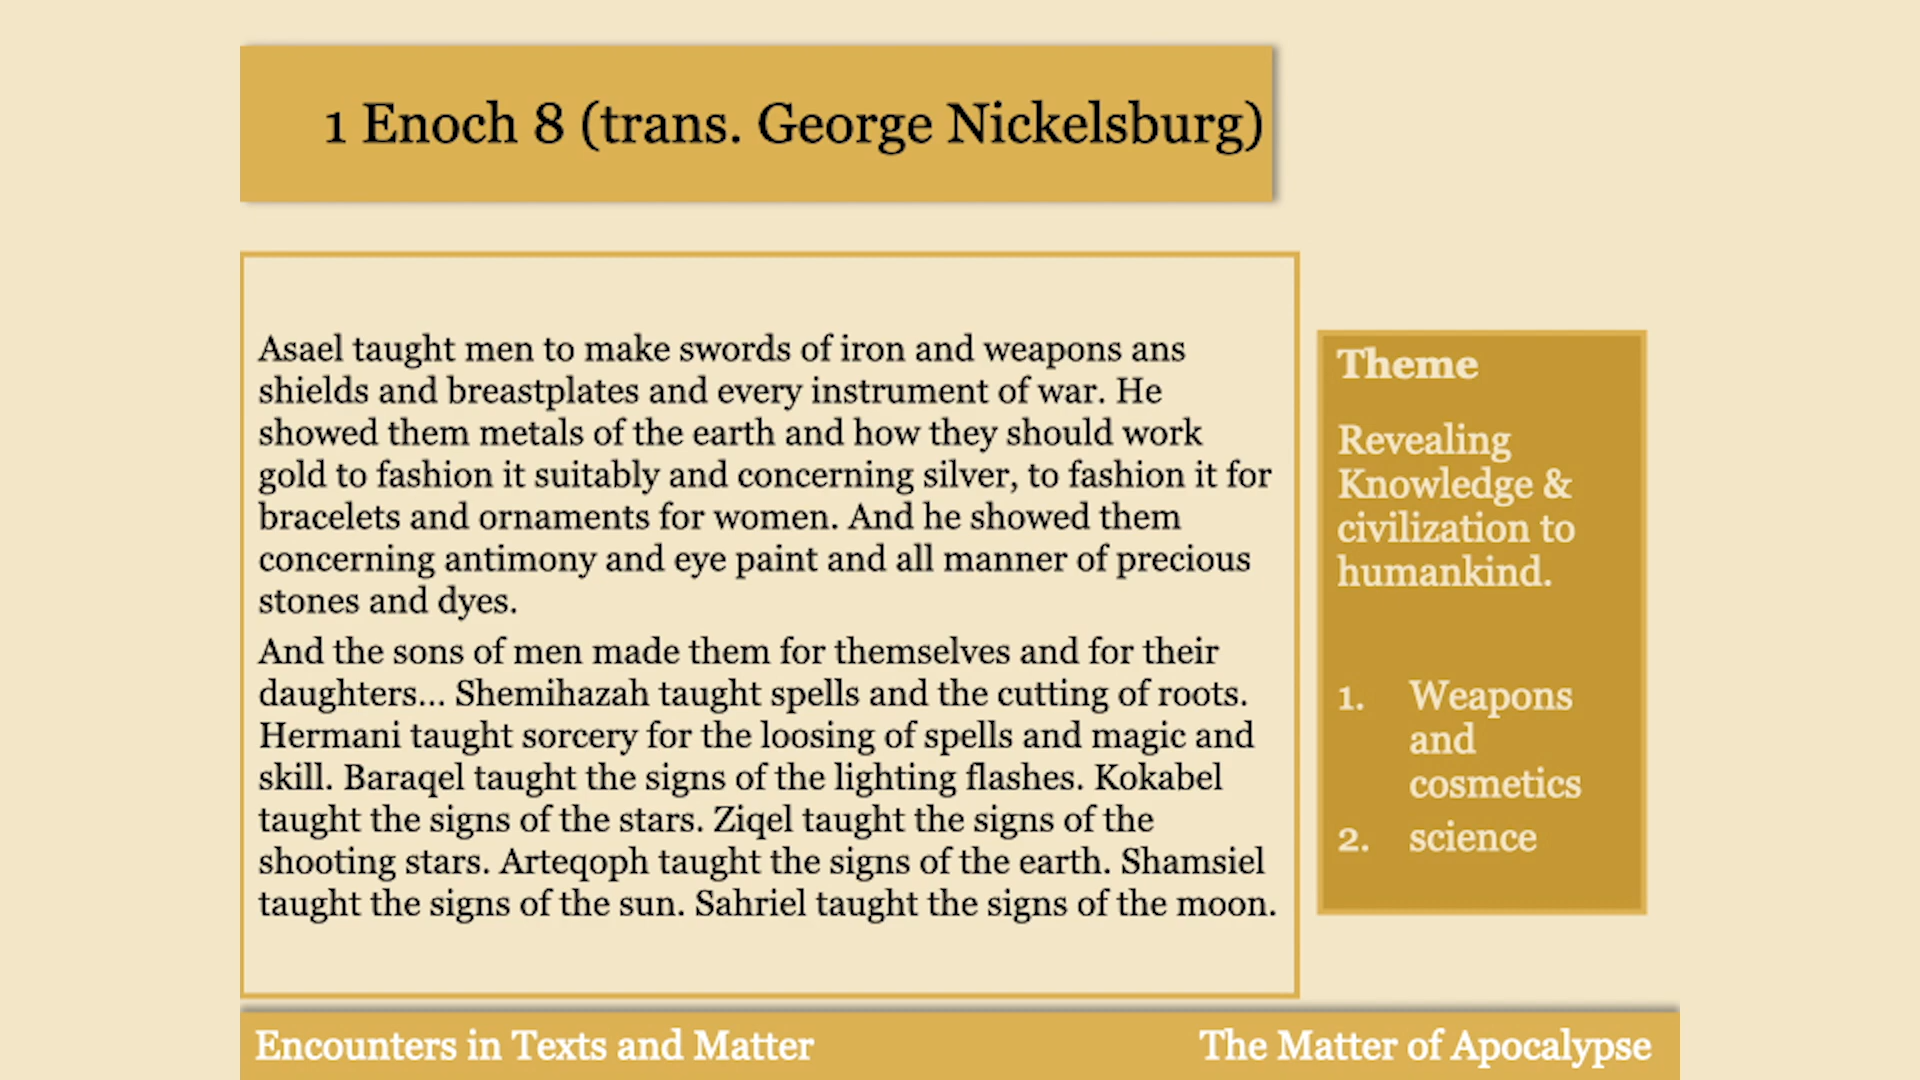 1 Enoch 8 (trans. George Nickelsburg)
Asael taught men to make swords of iron and weapons ans
shields and breastplates and every instrument of war. He
showed them metals of the earth and how they should work
gold to fashion it suitably and concerning silver, to fashion it for
bracelets and ornaments for women. And he showed them
concerning antimony and eye paint and all manner of precious
stones and dyes.
And the sons of men made them for themselves and for their
daughters... Shemihazah taught spells and the cutting of roots.
Hermani taught sorcery for the loosing of spells and magic and
skill. Baraqel taught the signs of the lighting flashes. Kokabel
taught the signs of the stars. Ziqel taught the signs of the
shooting stars. Arteqoph taught the signs of the earth. Shamsiel
taught the signs of the sun. Sahriel taught the signs of the moon.
Theme
Revealing
Knowledge &
civilization to
humankind.
1. Weapons
and
cosmetics
2. science
Encounters in Texts and Matter
The Matter of Apocalypse